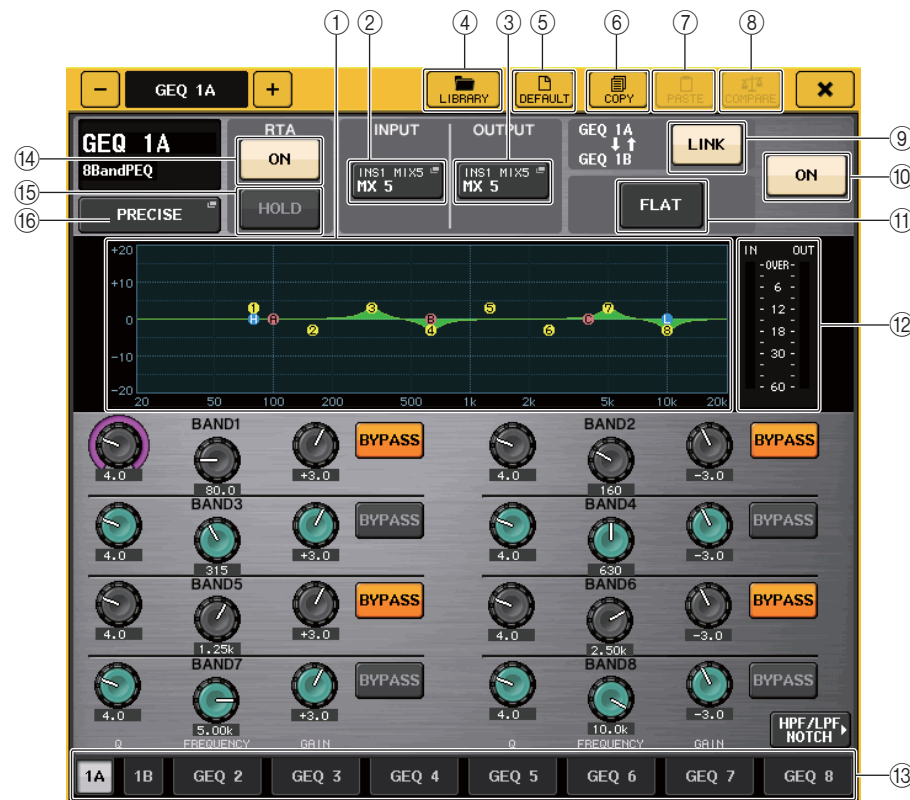 ① ② ④ ③ ⑤ ⑥ ⑦ ⑧
− GEQ 1A + LIBRARY DEFAULT COPY PASTE COMPARE ×
GEQ 1A
8BandPEQ
RTA
ON
INPUT
INS1 MIX5
MX 5
OUTPUT
INS1 MIX5
MX 5
GEQ 1A
↓↑
GEQ 1B
LINK
ON
⑨
⑩
⑭
⑮
⑯
PRECISE
HOLD
FLAT
⑪
+20
+10
0
−10
−20
1 H A 2 3 B 4 5 6 C 7 L 8
20 50 100 200 500 1k 2k 5k 10k 20k
IN OUT
-OVER-
6
12
18
30
60
⑫
BAND1
BYPASS
4.0 80.0 +3.0
BAND2
BYPASS
4.0 160 -3.0
BAND3
BYPASS
4.0 315 +3.0
BAND4
BYPASS
4.0 630 -3.0
BAND5
BYPASS
4.0 1.25k +3.0
BAND6
BYPASS
4.0 2.50k -3.0
BAND7
BYPASS
4.0 5.00k +3.0
BAND8
BYPASS
4.0 10.0k -3.0
Q FREQUENCY GAIN Q FREQUENCY GAIN
HPF/LPF
NOTCH
1A 1B GEQ 2 GEQ 3 GEQ 4 GEQ 5 GEQ 6 GEQ 7 GEQ 8
⑬